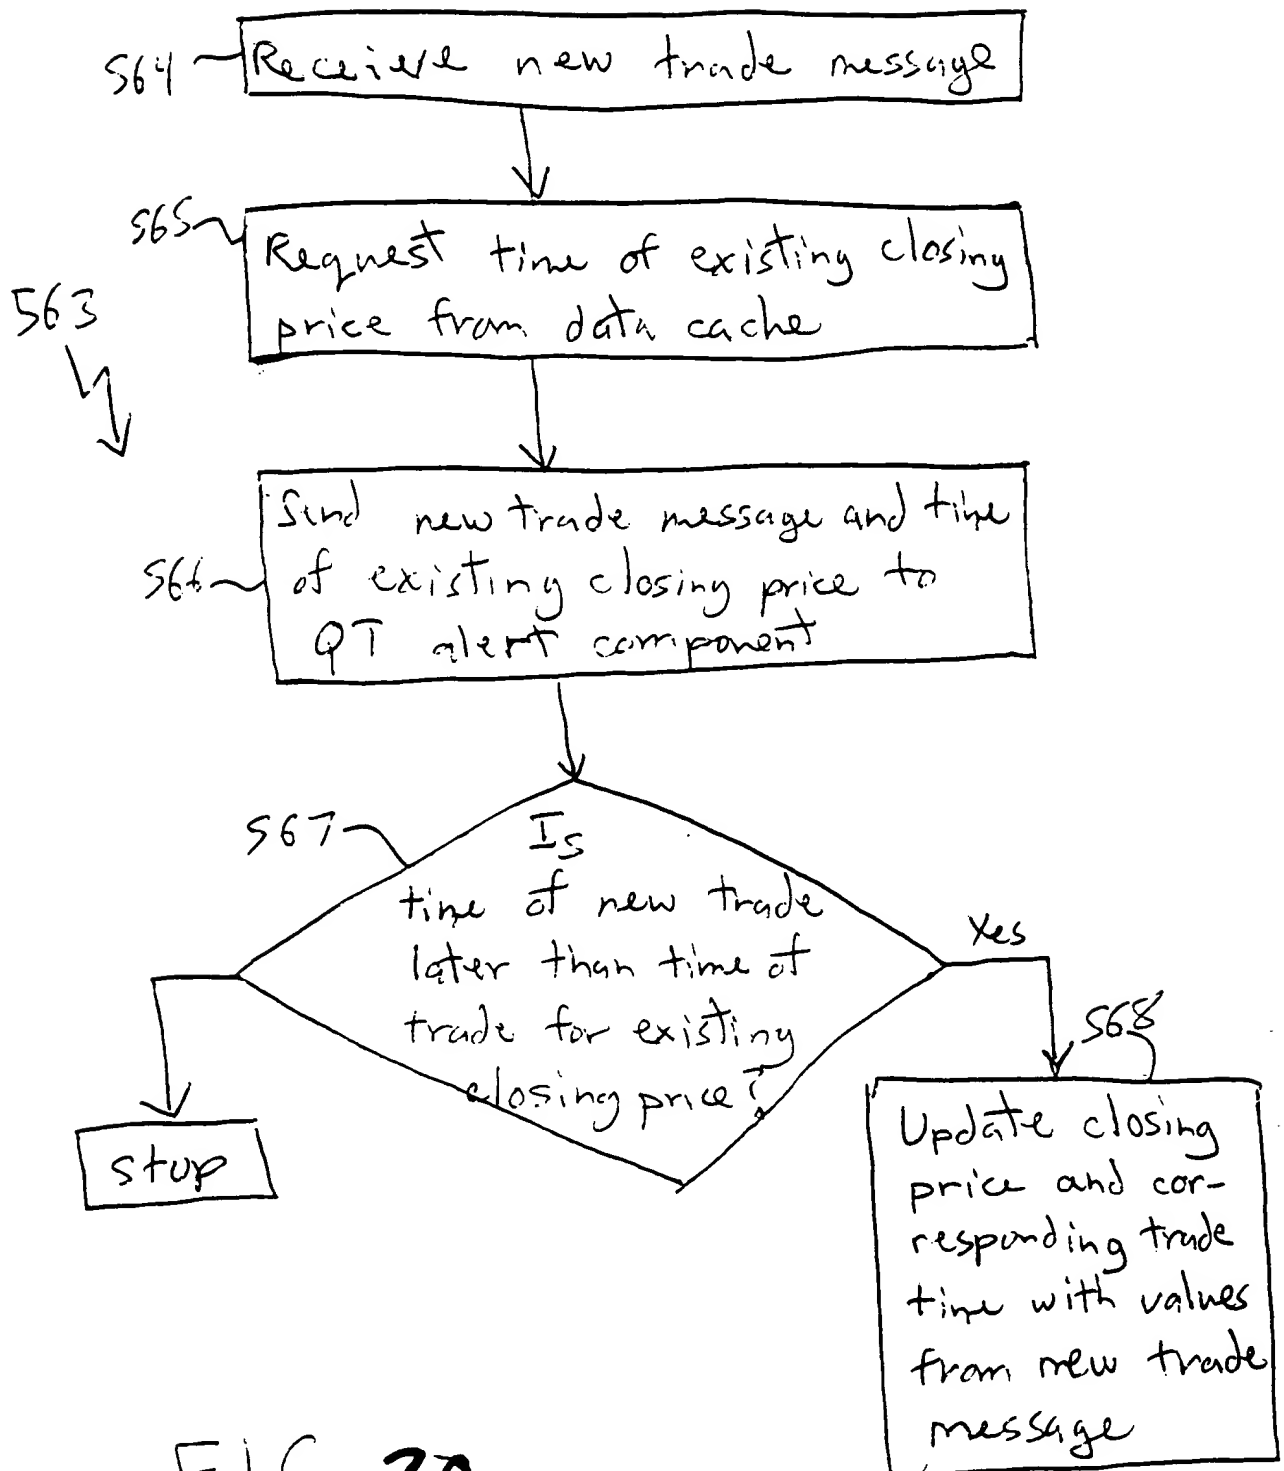 564
Receive new trade message
565
Request time of existing closing
price from data cache
563
Send new trade message and time
566
of existing closing price to
QT alert component
567
Is
time of new trade
later than time of
trade for existing
closing price?
Yes
568
stop
Update closing
price and cor-
responding trade
time with values
from new trade
message